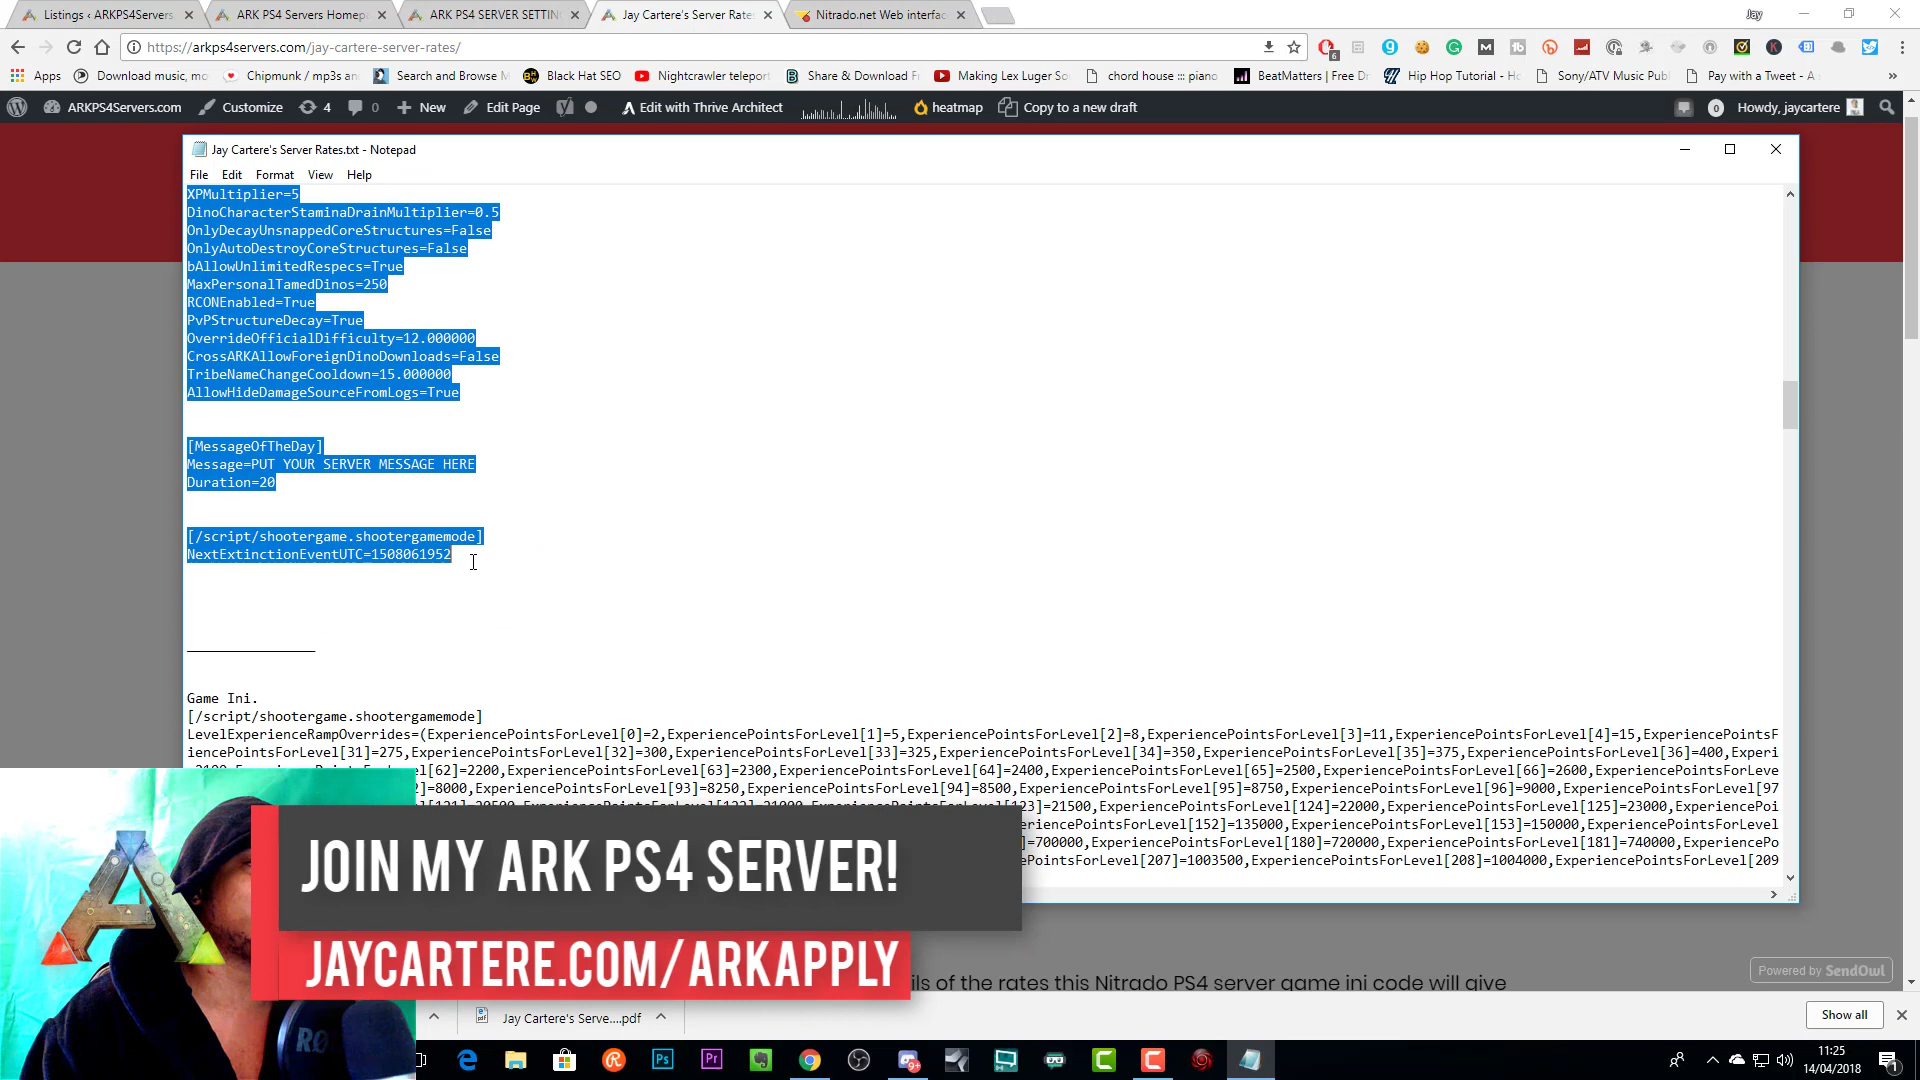 Listings ‹ ARKPS4Servers
ARK PS4 Servers Homep
ARK PS4 SERVER SETTIN
Jay Cartere's Server Rates
Nitrado.net Web interfa
Jay
https://arkps4servers.com/jay-cartere-server-rates/
Apps
Download music, mo
Chipmunk / mp3s an
Search and Browse M
Black Hat SEO
Nightcrawler teleport
Share & Download F
Making Lex Luger So
chord house ::: piano
BeatMatters | Free Dr
Hip Hop Tutorial - Ho
Sony/ATV Music Publ
Pay with a Tweet - A
ARKPS4Servers.com
Customize
4
0
New
Edit Page
Edit with Thrive Architect
heatmap
Copy to a new draft
0
Howdy, jaycartere
Jay Cartere's Server Rates.txt - Notepad
File Edit Format View Help
XPMultiplier=5
DinoCharacterStaminaDrainMultiplier=0.5
OnlyDecayUnsnappedCoreStructures=False
OnlyAutoDestroyCoreStructures=False
bAllowUnlimitedRespecs=True
MaxPersonalTamedDinos=250
RCONEnabled=True
PvPStructureDecay=True
OverrideOfficialDifficulty=12.000000
CrossARKAllowForeignDinoDownloads=False
TribeNameChangeCooldown=15.000000
AllowHideDamageSourceFromLogs=True
[MessageOfTheDay]
Message=PUT YOUR SERVER MESSAGE HERE
Duration=20
[/script/shootergame.shootergamemode]
NextExtinctionEventUTC=1508061952
________________
Game Ini.
[/script/shootergame.shootergamemode]
LevelExperienceRampOverrides=(ExperiencePointsForLevel[0]=2,ExperiencePointsForLevel[1]=5,ExperiencePointsForLevel[2]=8,ExperiencePointsForLevel[3]=11,ExperiencePointsForLevel[4]=15,ExperiencePointsF
iencePointsForLevel[31]=275,ExperiencePointsForLevel[32]=300,ExperiencePointsForLevel[33]=325,ExperiencePointsForLevel[34]=350,ExperiencePointsForLevel[35]=375,ExperiencePointsForLevel[36]=400,Experi
[62]=2200,ExperiencePointsForLevel[63]=2300,ExperiencePointsForLevel[64]=2400,ExperiencePointsForLevel[65]=2500,ExperiencePointsForLevel[66]=2600,ExperiencePointsForLeve
]=8000,ExperiencePointsForLevel[93]=8250,ExperiencePointsForLevel[94]=8500,ExperiencePointsForLevel[95]=8750,ExperiencePointsForLevel[96]=9000,ExperiencePointsForLevel[97
123]=21500,ExperiencePointsForLevel[124]=22000,ExperiencePointsForLevel[125]=23000,ExperiencePoi
iencePointsForLevel[152]=135000,ExperiencePointsForLevel[153]=150000,ExperiencePointsForLevel
]=700000,ExperiencePointsForLevel[180]=720000,ExperiencePointsForLevel[181]=740000,Experience
PointsForLevel[207]=1003500,ExperiencePointsForLevel[208]=1004000,ExperiencePointsForLevel[209
JOIN MY ARK PS4 SERVER!
JAYCARTERE.COM/ARKAPPLY
ils of the rates this Nitrado PS4 server game ini code will give
Powered by SendOwl
Jay Cartere's Serve....pdf
Show all
11:25
14/04/2018